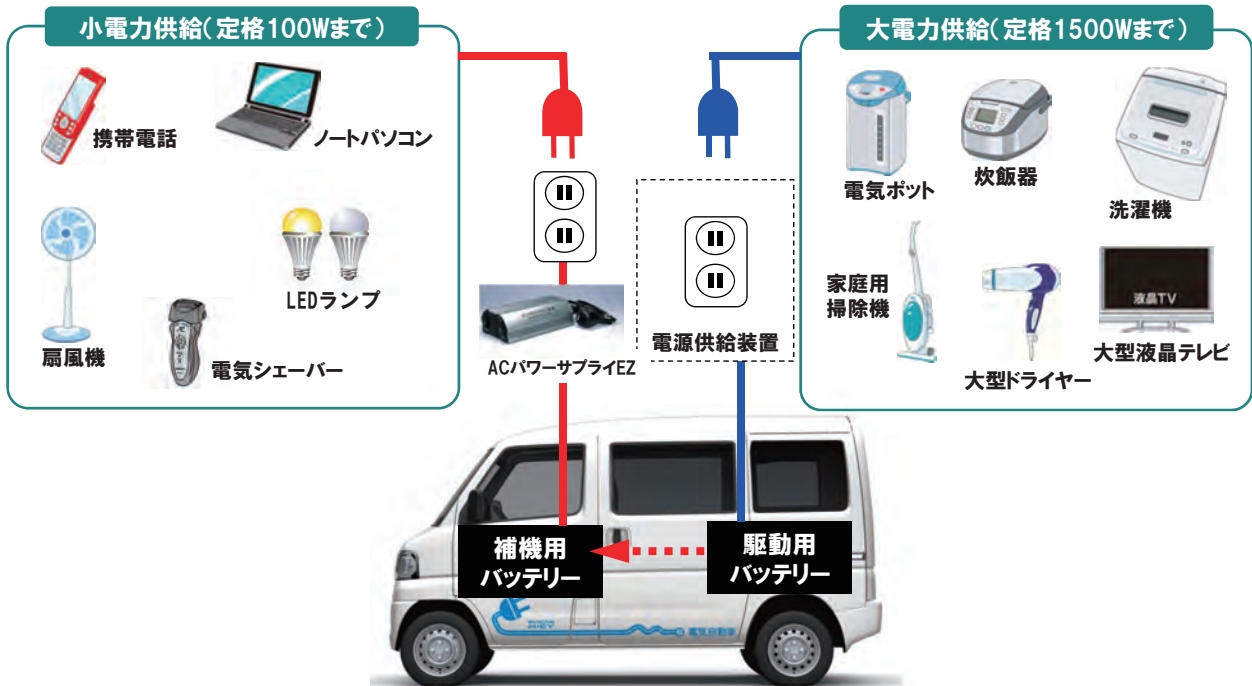 小電力供給(定格100Wまで)
携帯電話
ノートパソコン
扇風機
電気シェーバー
LEDランプ
ACパワーサプライEZ
電源供給装置
大電力供給(定格1500Wまで)
電気ポット
炊飯器
洗濯機
家庭用
掃除機
大型ドライヤー
液晶TV
大型液晶テレビ
補機用
バッテリー
駆動用
バッテリー
電気自動車